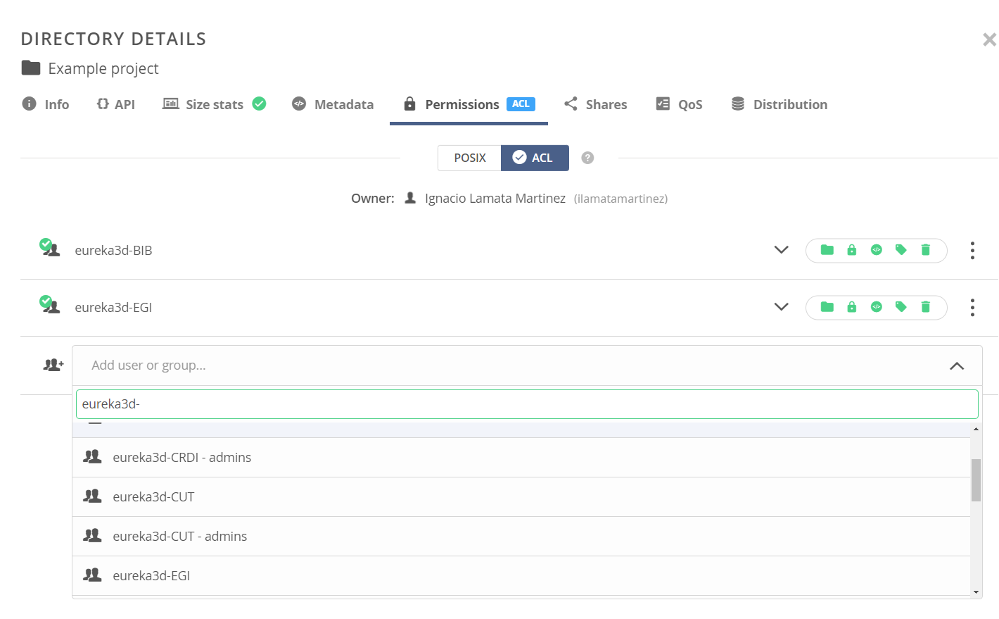 DIRECTORY DETAILS
Example project
Info API Size stats Metadata Permissions ACL Shares QoS Distribution
POSIX ACL ?
Owner: Ignacio Lamata Martinez (ilamatamartinez)
eureka3d-BIB
eureka3d-EGI
Add user or group...
eureka3d-
eureka3d-CRDI - admins
eureka3d-CUT
eureka3d-CUT - admins
eureka3d-EGI